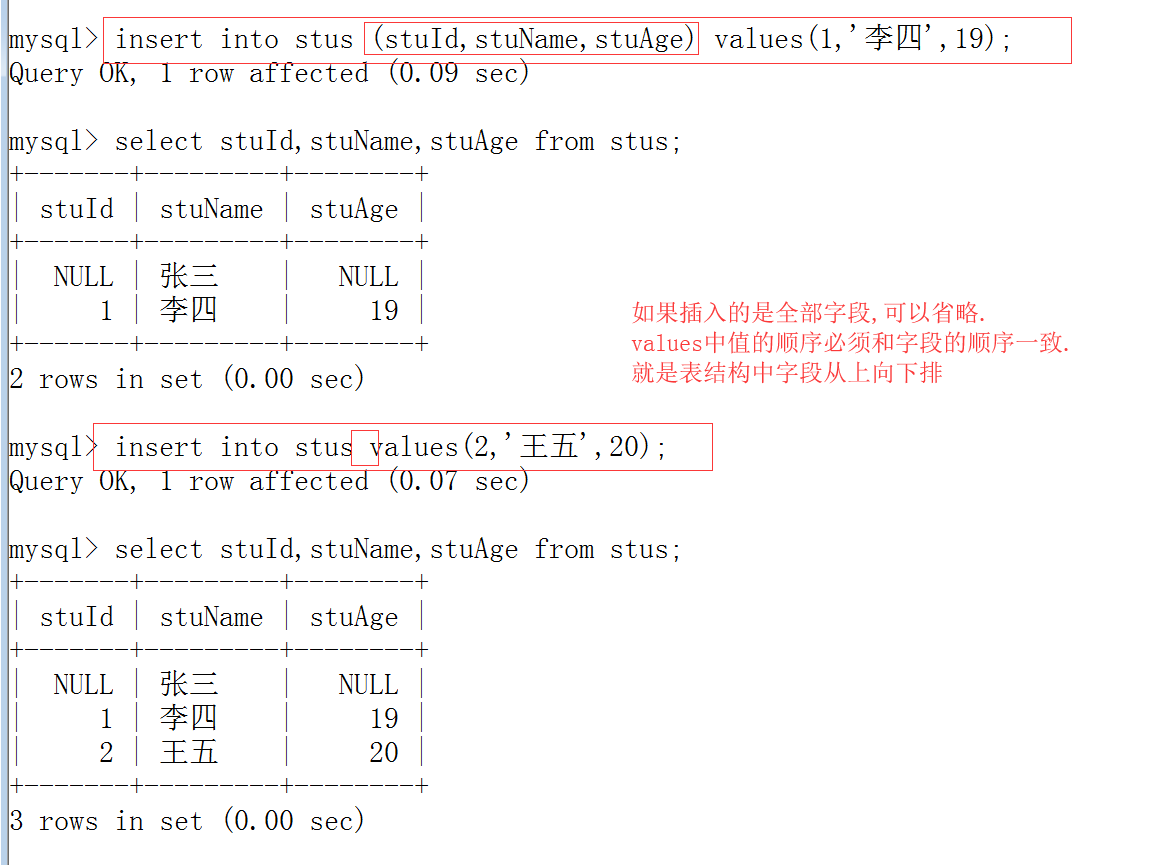 mysql> insert into stus (stuId,stuName,stuAge) values(1,'李四',19);
Query OK, 1 row affected (0.09 sec)
mysql> select stuId,stuName,stuAge from stus;
+-------+---------+--------+
| stuId | stuName | stuAge |
+-------+---------+--------+
|  NULL | 张三    |   NULL |
|     1 | 李四    |     19 |
+-------+---------+--------+
2 rows in set (0.00 sec)
如果插入的是全部字段,可以省略.
values中值的顺序必须和字段的顺序一致.
就是表结构中字段从上向下排
mysql> insert into stus values(2,'王五',20);
Query OK, 1 row affected (0.07 sec)
mysql> select stuId,stuName,stuAge from stus;
+-------+---------+--------+
| stuId | stuName | stuAge |
+-------+---------+--------+
|  NULL | 张三    |   NULL |
|     1 | 李四    |     19 |
|     2 | 王五    |     20 |
+-------+---------+--------+
3 rows in set (0.00 sec)